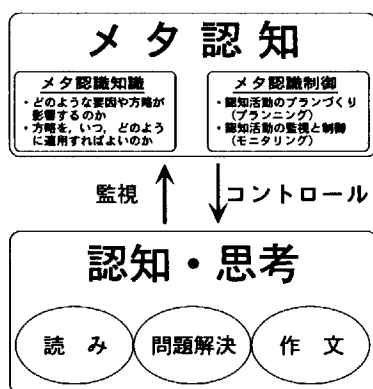 メタ認知
メタ認識知識
・どのような要因や方略が
影響するのか
・方略を，いつ，どのよう
に適用すればよいのか
メタ認識制御
・認知活動のプランづくり
(プランニング)
・認知活動の監視と制御
(モニタリング)
監視
コントロール
認知・思考
読み
問題解決
作文